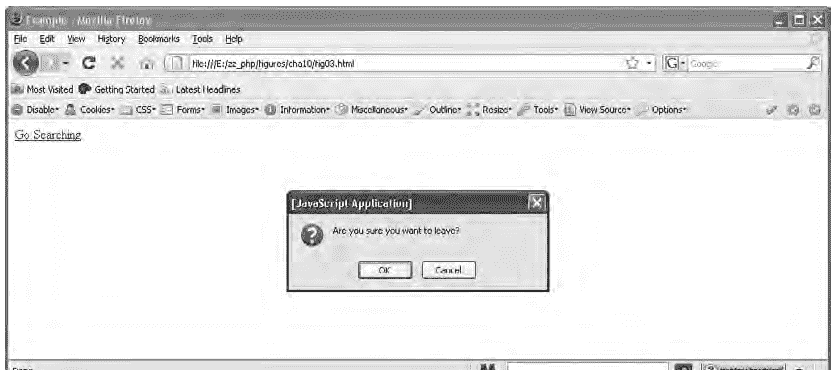 Example - Mozilla Firefox
File Edit View History Bookmarks Tools Help
file:///E:/zz_php/figures/cha10/fig03.html
G Google
Most Visited Getting Started Latest Headlines
Disable Cookies CSS Forms Images Information Miscellaneous Outline Resize Tools View Source Options
Go Searching
[JavaScript Application]
Are you sure you want to leave?
OK Cancel
Done